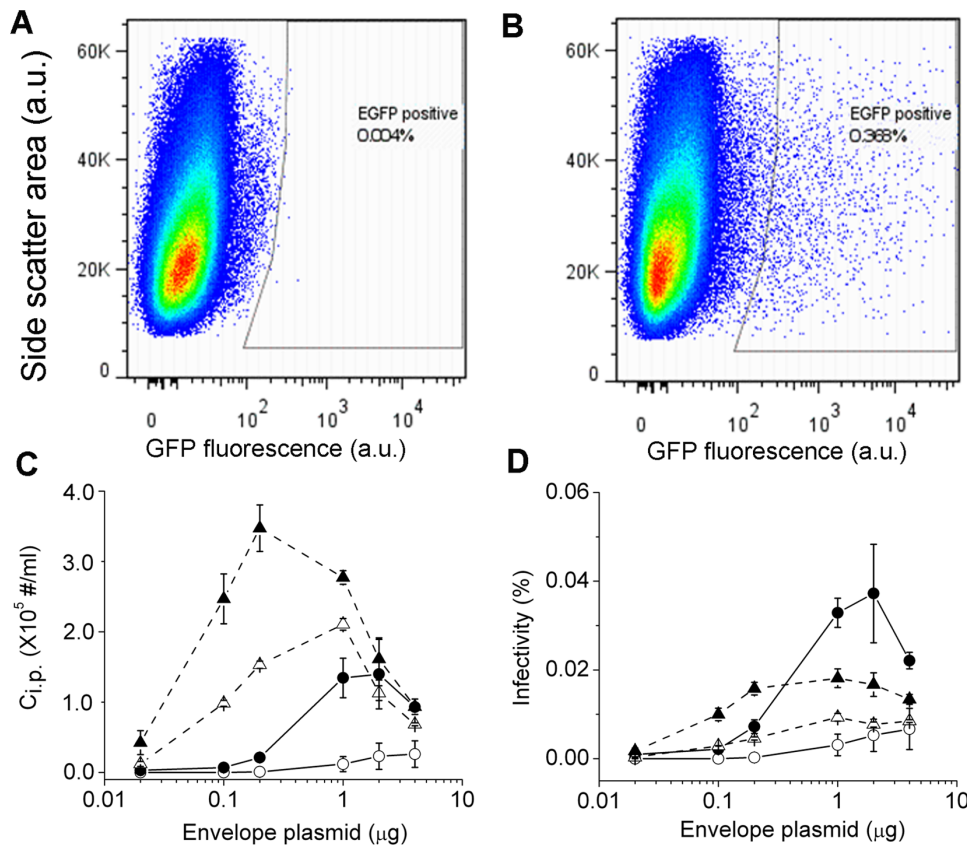 A
B
Side scatter area (a.u.)
60K
40K
20K
0
EGFP positive
0.004%
0 10² 10³ 10⁴
GFP fluorescence (a.u.)
60K
40K
20K
0
EGFP positive
0.368%
0 10² 10³ 10⁴
GFP fluorescence (a.u.)
C
Ci.p. (X10⁵ #/ml)
4.0
3.0
2.0
1.0
0.0
0.01 0.1 1 10
Envelope plasmid (μg)
D
Infectivity (%)
0.06
0.04
0.02
0.00
0.01 0.1 1 10
Envelope plasmid (μg)